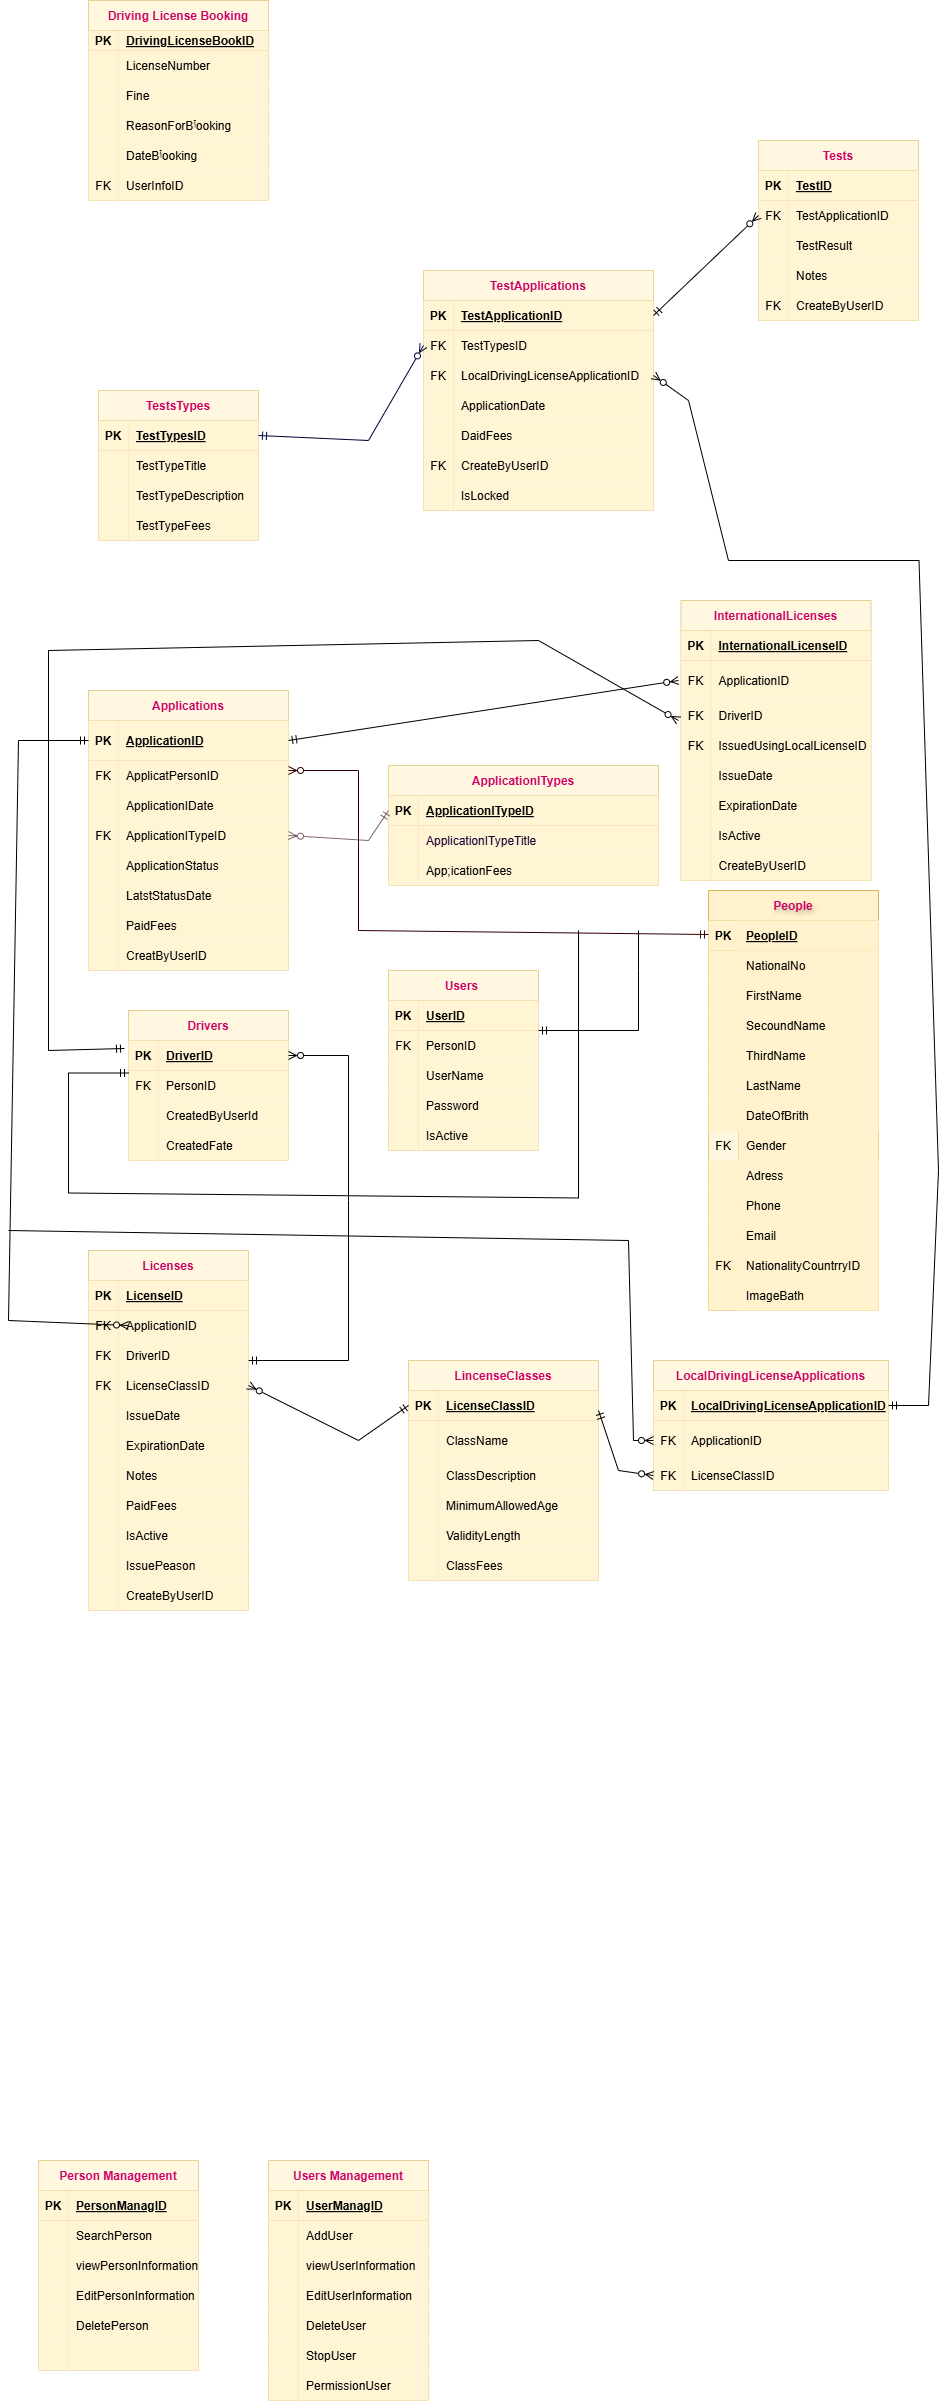 Driving License Booking
PK DrivingLicenseBookID
LicenseNumber
Fine
ReasonForBooking
DateBooking
FK UserInfoID
Tests
PK TestID
FK TestApplicationID
TestResult
Notes
FK CreateByUserID
TestApplications
PK TestApplicationID
FK TestTypesID
FK LocalDrivingLicenseApplicationID
ApplicationDate
DaidFees
FK CreateByUserID
IsLocked
TestsTypes
PK TestTypesID
TestTypeTitle
TestTypeDescription
TestTypeFees
InternationalLicenses
PK InternationalLicenseID
FK ApplicationID
FK DriverID
FK IssuedUsingLocalLicenseID
IssueDate
ExpirationDate
IsActive
CreateByUserID
Applications
PK ApplicationID
FK ApplicatPersonID
ApplicationIDate
FK ApplicationITypeID
ApplicationStatus
LatstStatusDate
PaidFees
CreatByUserID
ApplicationITypes
PK ApplicationITypeID
ApplicationITypeTitle
App;icationFees
People
PK PeopleID
NationalNo
FirstName
SecoundName
ThirdName
LastName
DateOfBrith
FK Gender
Adress
Phone
Email
FK NationalityCountrryID
ImageBath
Users
PK UserID
FK PersonID
UserName
Password
IsActive
Drivers
PK DriverID
FK PersonID
CreatedByUserId
CreatedFate
Licenses
PK LicenseID
FK ApplicationID
FK DriverID
FK LicenseClassID
IssueDate
ExpirationDate
Notes
PaidFees
IsActive
IssuePeason
CreateByUserID
LincenseClasses
PK LicenseClassID
ClassName
ClassDescription
MinimumAllowedAge
ValidityLength
ClassFees
LocalDrivingLicenseApplications
PK LocalDrivingLicenseApplicationID
FK ApplicationID
FK LicenseClassID
Person Management
PK PersonManagID
SearchPerson
viewPersonInformation
EditPersonInformation
DeletePerson
Users Management
PK UserManagID
AddUser
viewUserInformation
EditUserInformation
DeleteUser
StopUser
PermissionUser